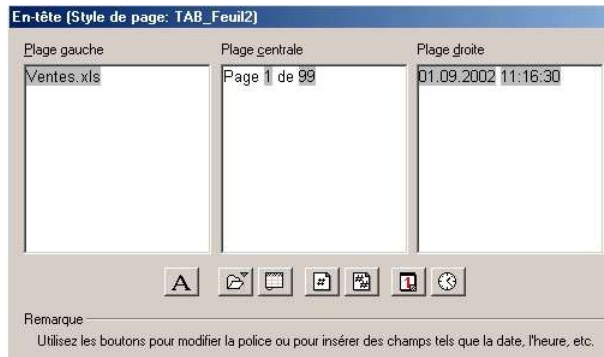 En-tête (Style de page: TAB_Feuil2)
Plage gauche
Plage centrale
Plage droite
Ventes.xls
Page 1 de 99
01.09.2002 11:16:30
A
Remarque
Utilisez les boutons pour modifier la police ou pour insérer des champs tels que la date, l'heure, etc.